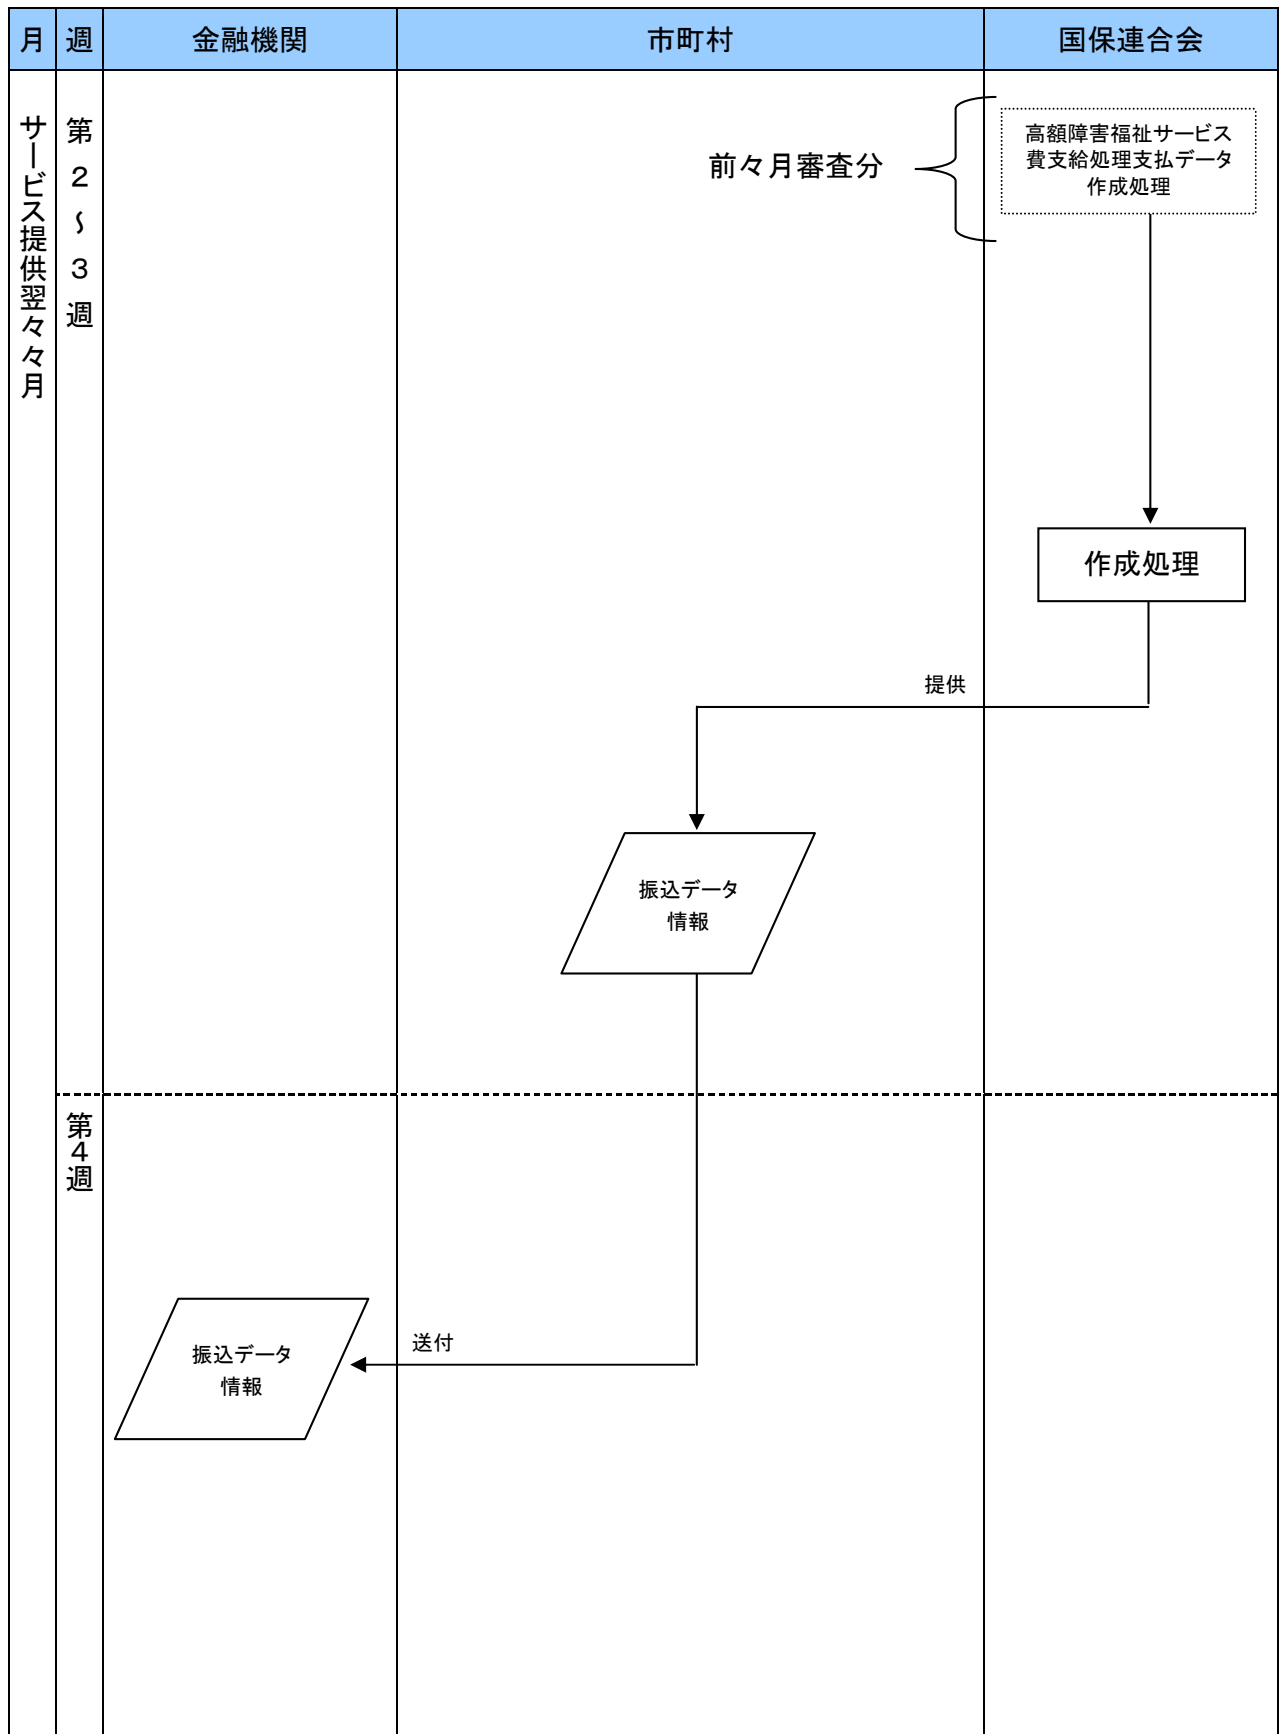 月 週 金融機関 市町村 国保連合会
サービス提供翌々々月
第2～3週
前々月審査分
高額障害福祉サービス
費支給処理支払データ
作成処理
作成処理
提供
振込データ
情報
第4週
送付
振込データ
情報